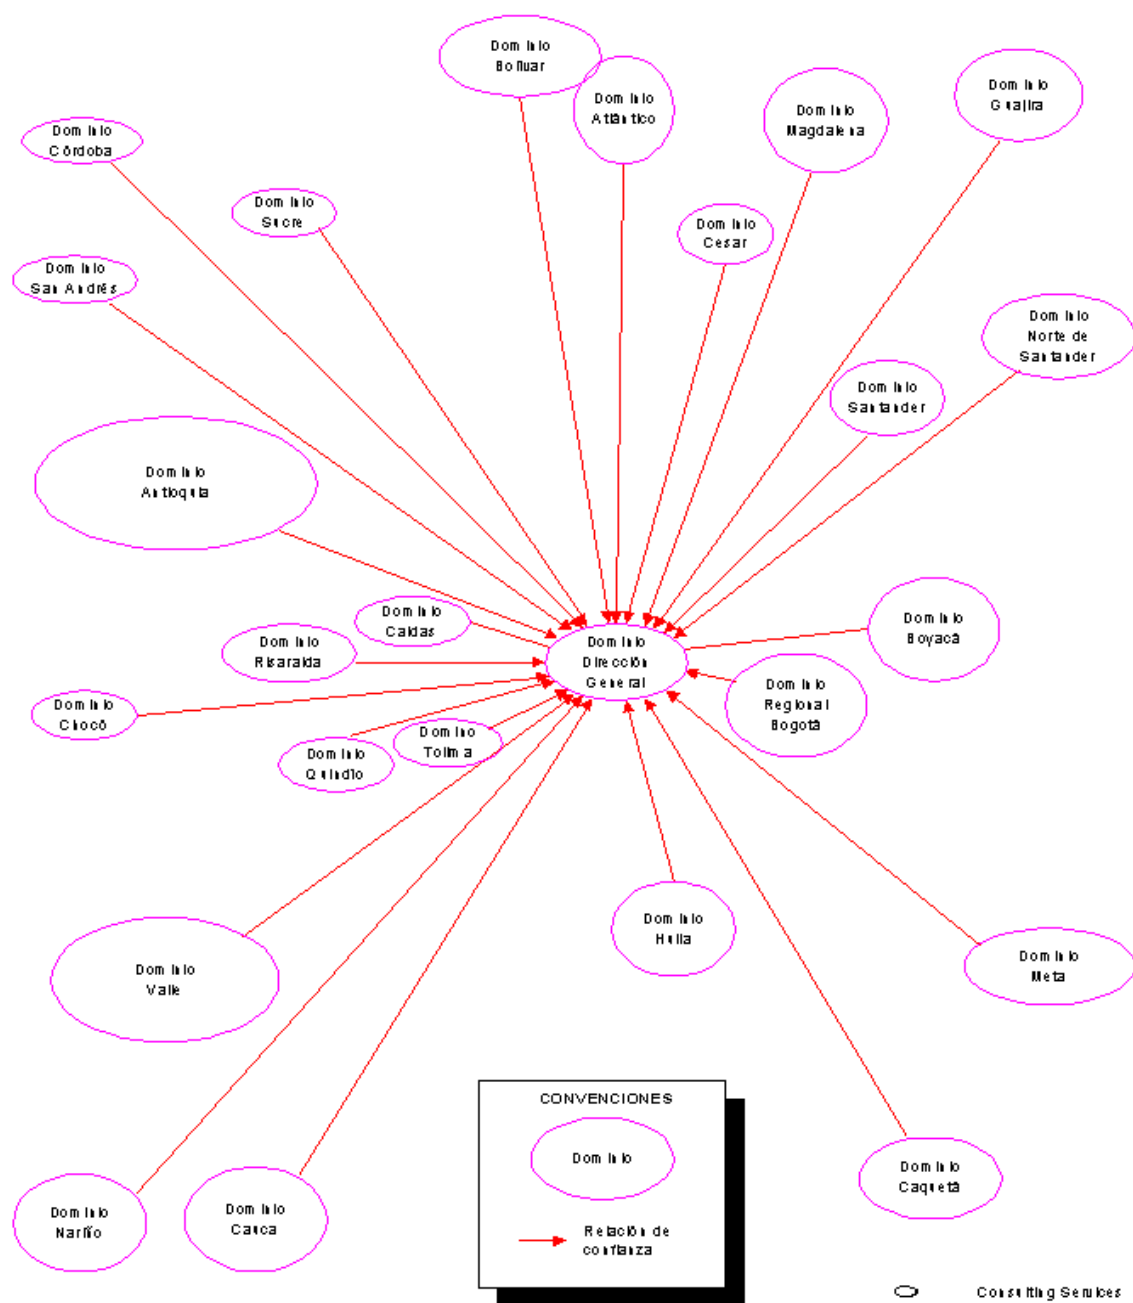 Dominio
Bolivar
Dominio
Atlántico
Dominio
Magdalena
Dominio
Guajira
Dominio
Córdoba
Dominio
Sucre
Dominio
Cesar
Dominio
San Andrés
Dominio
Norte de
Santander
Dominio
Santander
Dominio
Antioquia
Dominio
Caldas
Dominio
Risaralda
Dominio
Dirección
General
Dominio
Boyacá
Dominio
Regional
Bogotá
Dominio
Chocó
Domino
Tolima
Dominio
Quindío
Dominio
Huila
Dominio
Meta
Dominio
Valle
Dominio
Nariño
Dominio
Cauca
Dominio
Caquetá
CONVENCIONES
Dominio
Relación de
confianza
Consulting Services